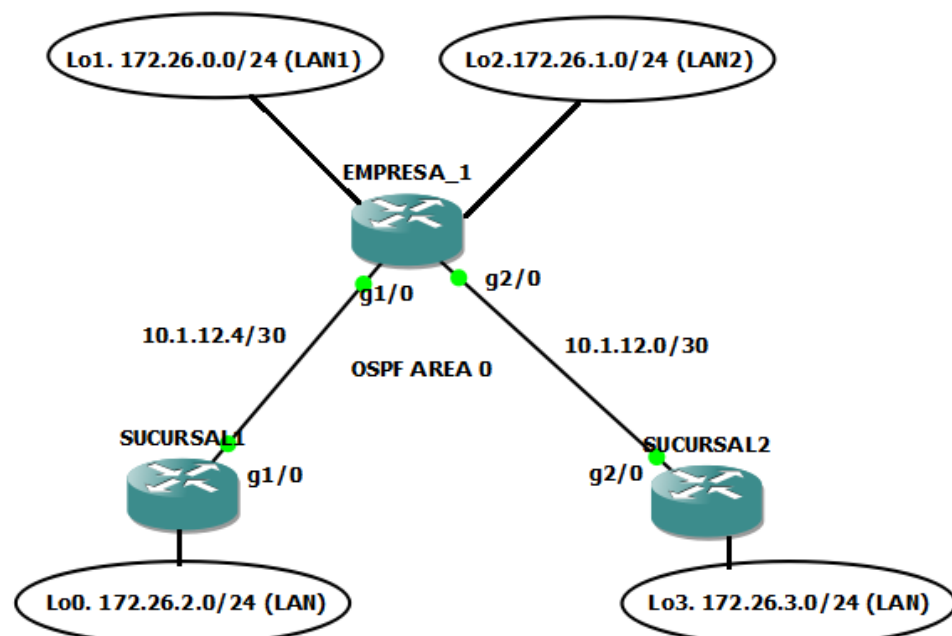 Lo1. 172.26.0.0/24 (LAN1)
Lo2.172.26.1.0/24 (LAN2)
EMPRESA_1
g1/0
g2/0
10.1.12.4/30
10.1.12.0/30
OSPF AREA 0
SUCURSAL1
SUCURSAL2
g1/0
g2/0
Lo0. 172.26.2.0/24 (LAN)
Lo3. 172.26.3.0/24 (LAN)